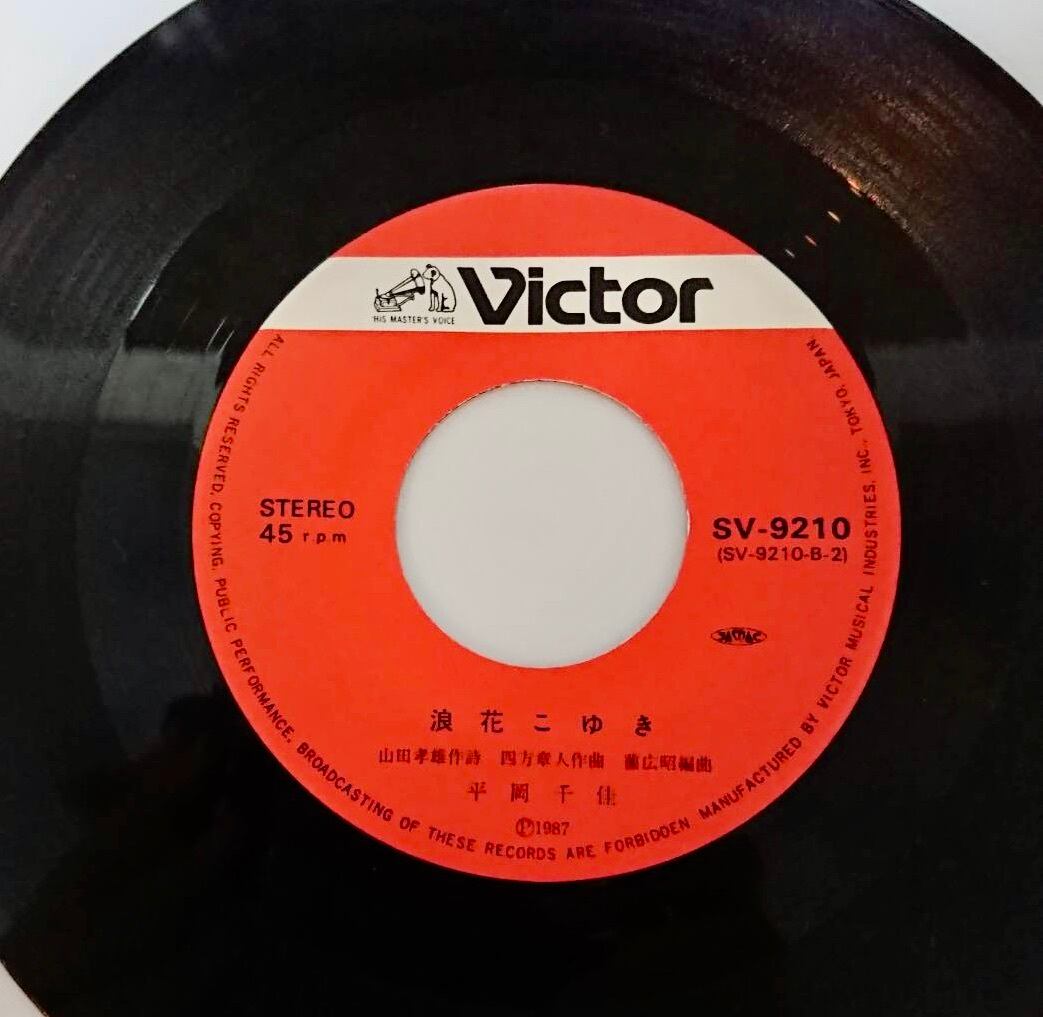 'HIS MASTER'S VOICE'
Victor
STEREO
45 rpm
SV-9210
(SV-9210-B-2)
浪花こゆき
山田孝雄作詩 四方章人作曲 蘭広昭編曲
平岡千佳
Ⓟ1987
ALL RIGHTS RESERVED, COPYING, PUBLIC PERFORMANCE, BROADCASTING OF THESE RECORDS ARE FORBIDDEN MANUFACTURED BY VICTOR MUSICAL INDUSTRIES, INC., TOKYO, JAPAN